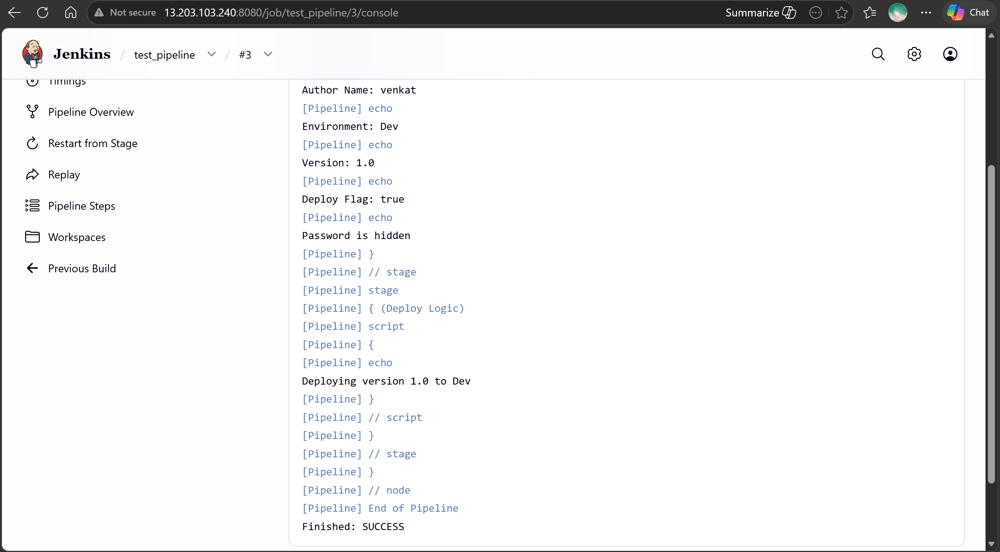 Not secure 13.203.103.240:8080/job/test_pipeline/3/console Summarize Chat
Jenkins / test_pipeline / #3
Timings
Pipeline Overview
Restart from Stage
Replay
Pipeline Steps
Workspaces
Previous Build
Author Name: venkat
[Pipeline] echo
Environment: Dev
[Pipeline] echo
Version: 1.0
[Pipeline] echo
Deploy Flag: true
[Pipeline] echo
Password is hidden
[Pipeline] }
[Pipeline] // stage
[Pipeline] stage
[Pipeline] { (Deploy Logic)
[Pipeline] script
[Pipeline] {
[Pipeline] echo
Deploying version 1.0 to Dev
[Pipeline] }
[Pipeline] // script
[Pipeline] }
[Pipeline] // stage
[Pipeline] }
[Pipeline] // node
[Pipeline] End of Pipeline
Finished: SUCCESS